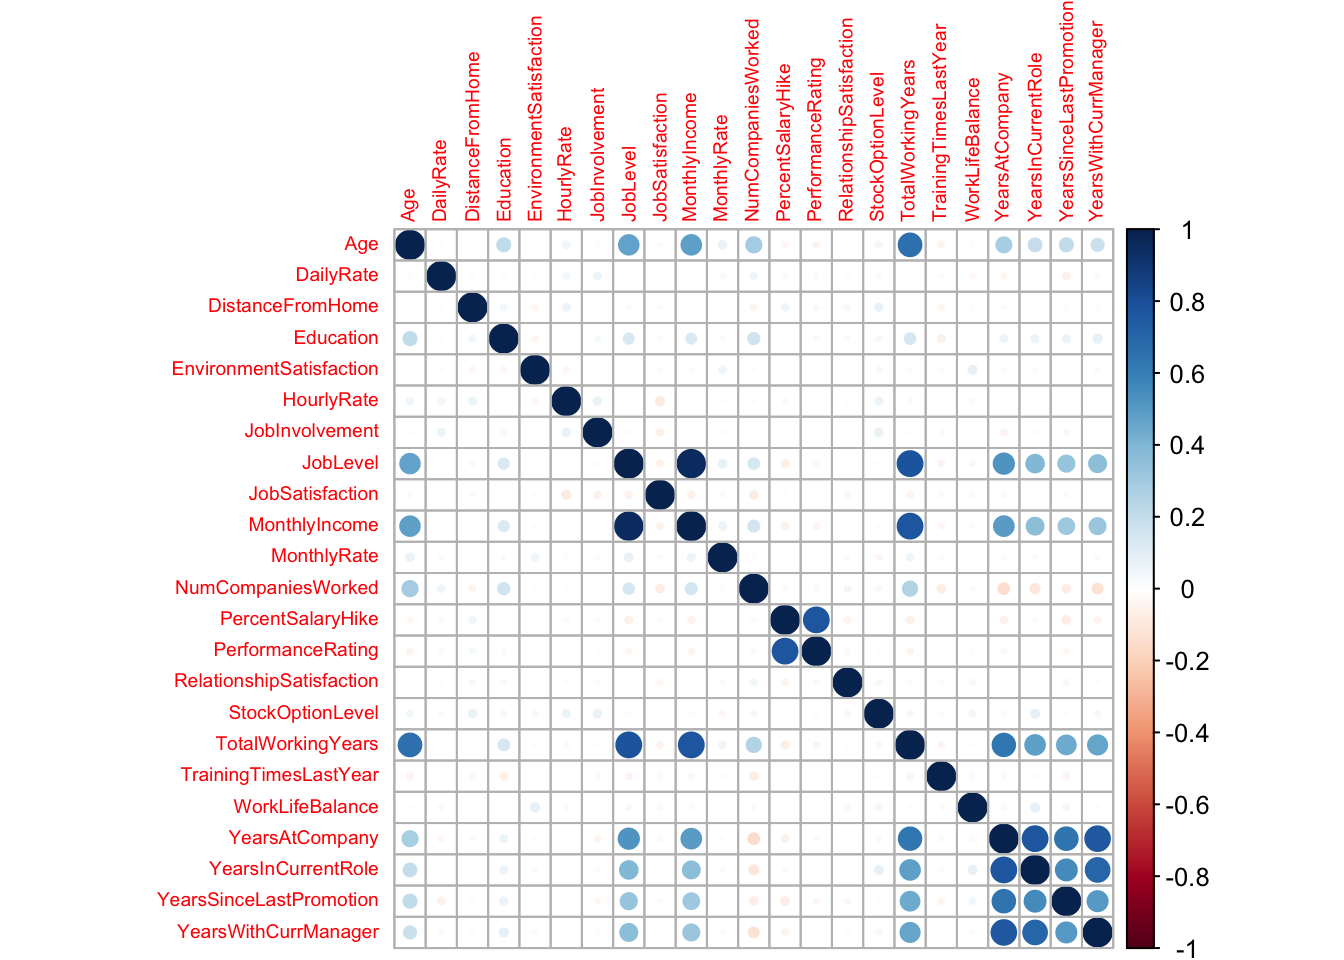 Age
DailyRate
DistanceFromHome
Education
EnvironmentSatisfaction
HourlyRate
JobInvolvement
JobLevel
JobSatisfaction
MonthlyIncome
MonthlyRate
NumCompaniesWorked
PercentSalaryHike
PerformanceRating
RelationshipSatisfaction
StockOptionLevel
TotalWorkingYears
TrainingTimesLastYear
WorkLifeBalance
YearsAtCompany
YearsInCurrentRole
YearsSinceLastPromotion
YearsWithCurrManager
Age
DailyRate
DistanceFromHome
Education
EnvironmentSatisfaction
HourlyRate
JobInvolvement
JobLevel
JobSatisfaction
MonthlyIncome
MonthlyRate
NumCompaniesWorked
PercentSalaryHike
PerformanceRating
RelationshipSatisfaction
StockOptionLevel
TotalWorkingYears
TrainingTimesLastYear
WorkLifeBalance
YearsAtCompany
YearsInCurrentRole
YearsSinceLastPromotion
YearsWithCurrManager
1
0.8
0.6
0.4
0.2
0
-0.2
-0.4
-0.6
-0.8
-1